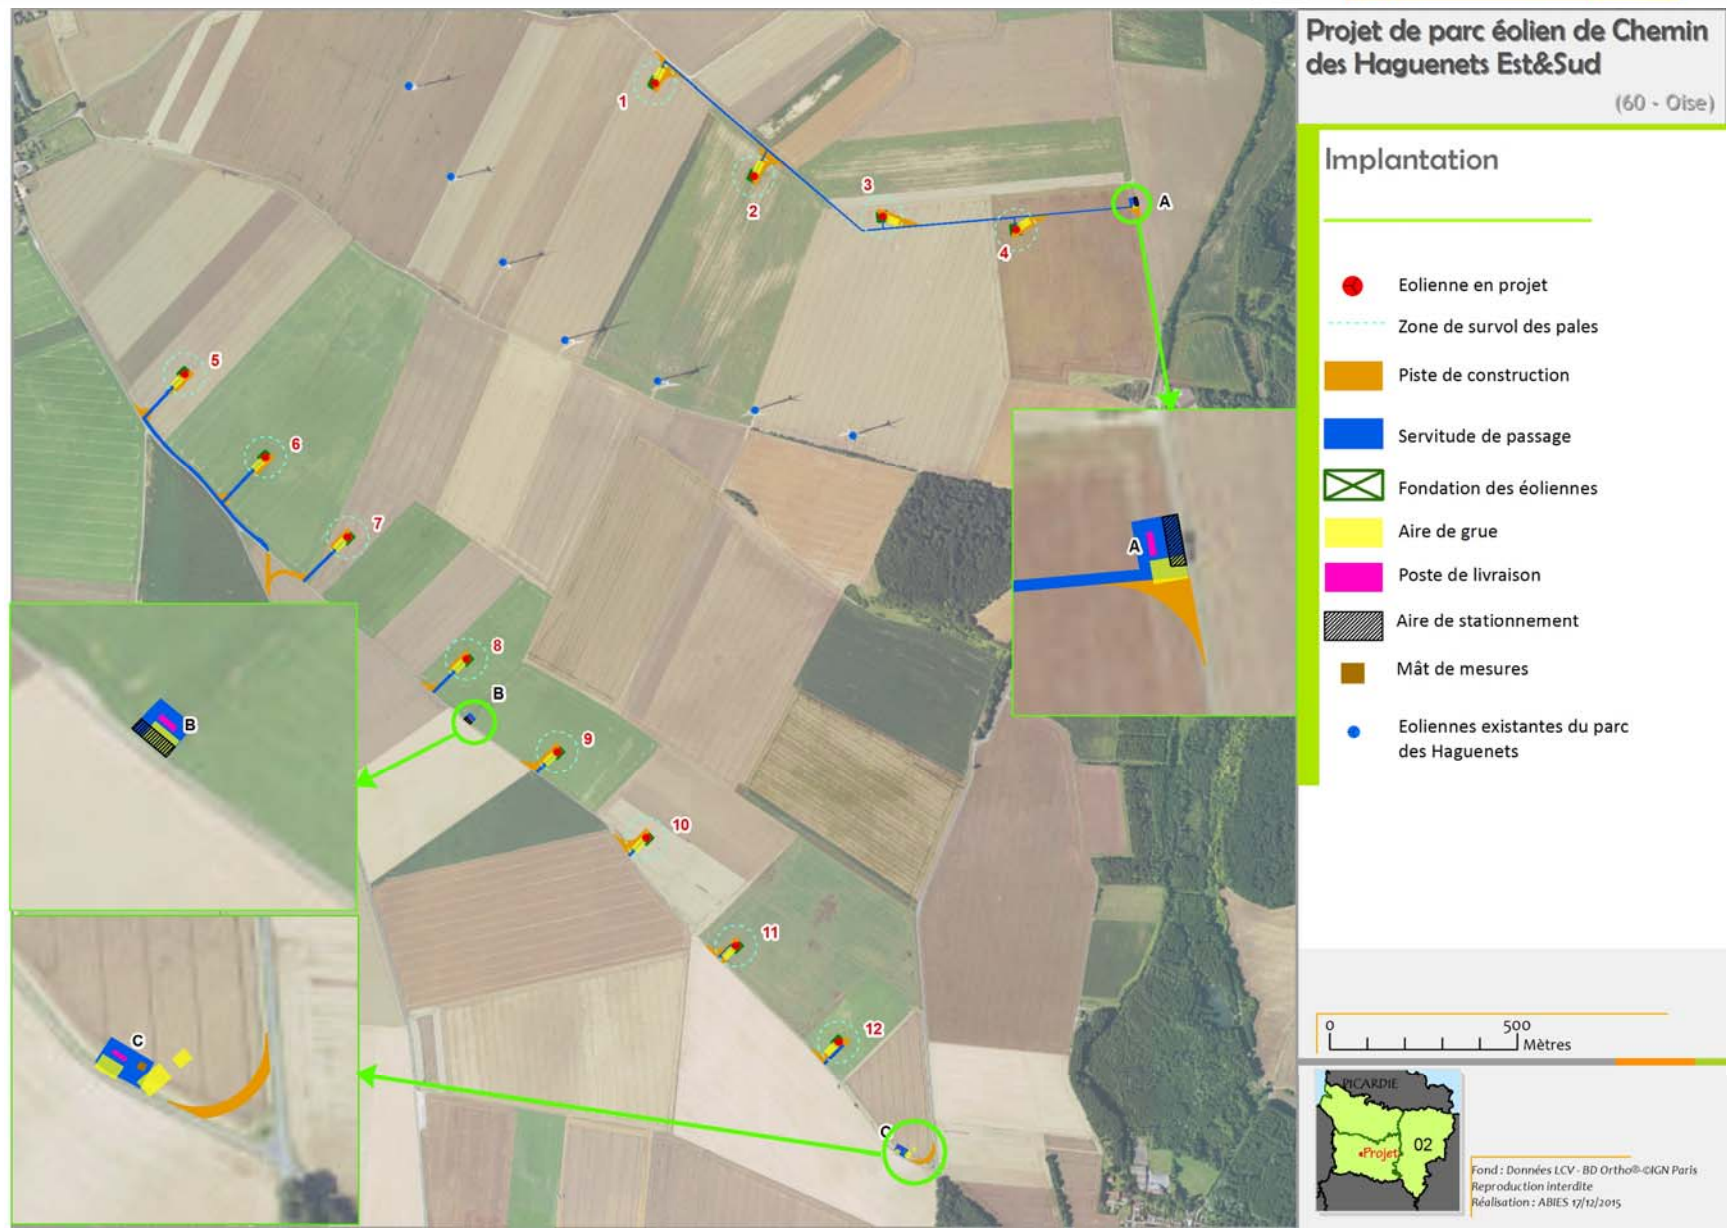 Projet de parc éolien de Chemin
des Haguenets Est&Sud
(60 - Oise)
Implantation
Eolienne en projet
Zone de survol des pales
Piste de construction
Servitude de passage
Fondation des éoliennes
Aire de grue
Poste de livraison
Aire de stationnement
Mât de mesures
Eoliennes existantes du parc
des Haguenets
0 500
Mètres
PICARDIE
02
Projet
Fond : Données LCV - BD Ortho®-©IGN Paris
Reproduction interdite
Réalisation : ABIES 17/12/2015
1
2
3
4
A
5
6
7
A
8
B
B
9
10
11
12
C
C